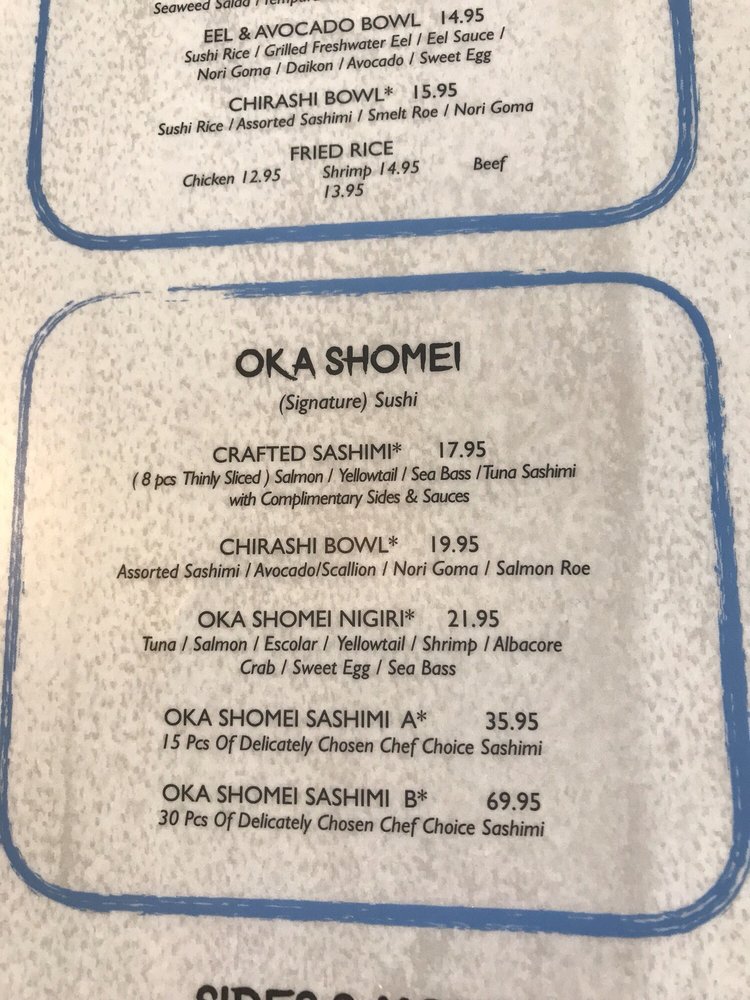 Seaweed Salad /
EEL & AVOCADO BOWL 14.95
Sushi Rice / Grilled Freshwater Eel / Eel Sauce /
Nori Goma / Daikon / Avocado / Sweet Egg
CHIRASHI BOWL* 15.95
Sushi Rice / Assorted Sashimi / Smelt Roe / Nori Goma
FRIED RICE
Chicken 12.95 Shrimp 14.95 Beef
13.95
OKA SHOMEI
(Signature) Sushi
CRAFTED SASHIMI* 17.95
( 8 pcs Thinly Sliced ) Salmon / Yellowtail / Sea Bass / Tuna Sashimi
with Complimentary Sides & Sauces
CHIRASHI BOWL* 19.95
Assorted Sashimi / Avocado/Scallion / Nori Goma / Salmon Roe
OKA SHOMEI NIGIRI* 21.95
Tuna / Salmon / Escolar / Yellowtail / Shrimp / Albacore
Crab / Sweet Egg / Sea Bass
OKA SHOMEI SASHIMI A* 35.95
15 Pcs Of Delicately Chosen Chef Choice Sashimi
OKA SHOMEI SASHIMI B* 69.95
30 Pcs Of Delicately Chosen Chef Choice Sashimi
SIDES